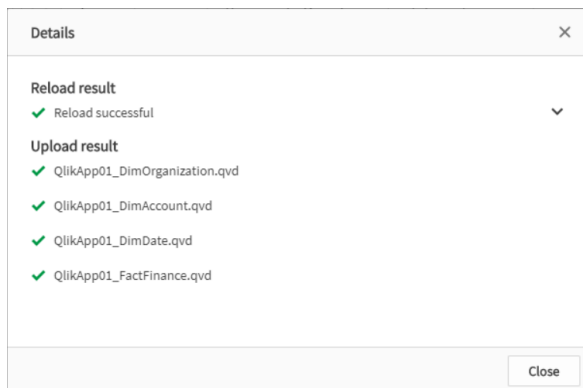 Details
Reload result
Reload successful
Upload result
QlikApp01_DimOrganization.qvd
QlikApp01_DimAccount.qvd
QlikApp01_DimDate.qvd
QlikApp01_FactFinance.qvd
Close